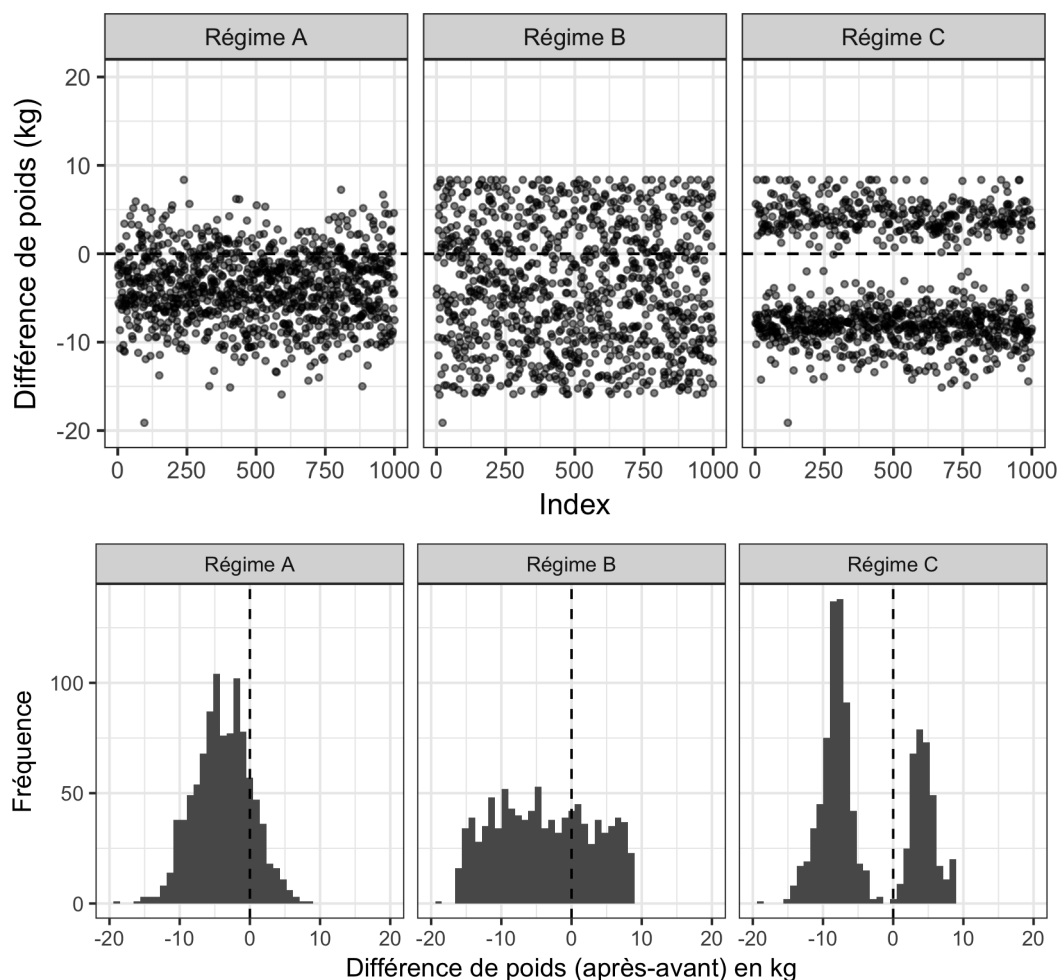 Régime A Régime B Régime C
Différence de poids (kg)
20
10
0
-10
-20
0 250 500 750 1000 0 250 500 750 1000 0 250 500 750 1000
Index
Régime A Régime B Régime C
Fréquence
100
50
0
-20 -10 0 10 20 -20 -10 0 10 20 -20 -10 0 10 20
Différence de poids (après-avant) en kg